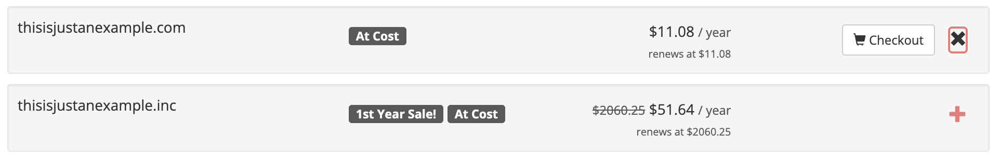 thisisjustanexample.com
At Cost
$11.08 / year
renews at $11.08
Checkout
thisisjustanexample.inc
1st Year Sale! At Cost
$2060.25 $51.64 / year
renews at $2060.25